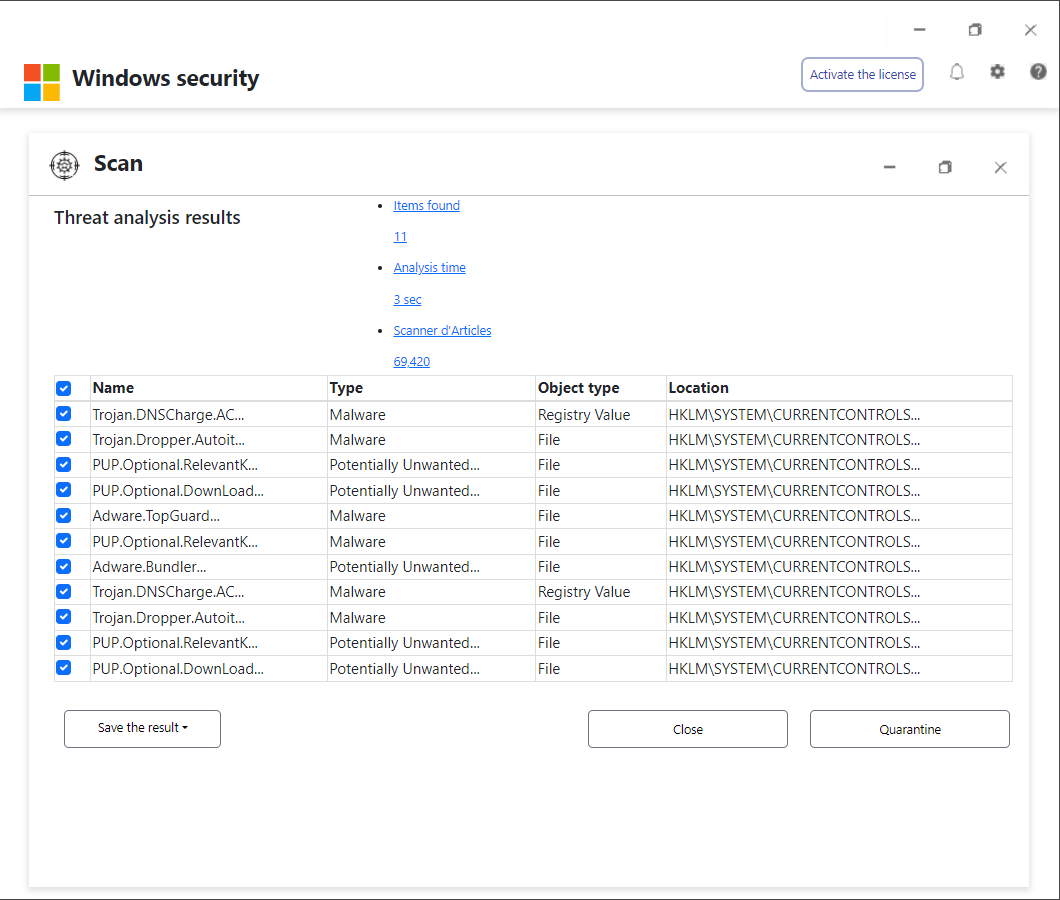 Windows security
Activate the license
Scan
Threat analysis results
Items found
11
Analysis time
3 sec
Scanner d'Articles
69,420
Name Type Object type Location
Trojan.DNSCharge.AC... Malware Registry Value HKLM\SYSTEM\CURRENTCONTROLS...
Trojan.Dropper.Autoit... Malware File HKLM\SYSTEM\CURRENTCONTROLS...
PUP.Optional.RelevantK... Potentially Unwanted... File HKLM\SYSTEM\CURRENTCONTROLS...
PUP.Optional.DownLoad... Potentially Unwanted... File HKLM\SYSTEM\CURRENTCONTROLS...
Adware.TopGuard... Malware File HKLM\SYSTEM\CURRENTCONTROLS...
PUP.Optional.RelevantK... Malware File HKLM\SYSTEM\CURRENTCONTROLS...
Adware.Bundler... Potentially Unwanted... File HKLM\SYSTEM\CURRENTCONTROLS...
Trojan.DNSCharge.AC... Malware Registry Value HKLM\SYSTEM\CURRENTCONTROLS...
Trojan.Dropper.Autoit... Malware File HKLM\SYSTEM\CURRENTCONTROLS...
PUP.Optional.RelevantK... Potentially Unwanted... File HKLM\SYSTEM\CURRENTCONTROLS...
PUP.Optional.DownLoad... Potentially Unwanted... File HKLM\SYSTEM\CURRENTCONTROLS...
Save the result Close Quarantine